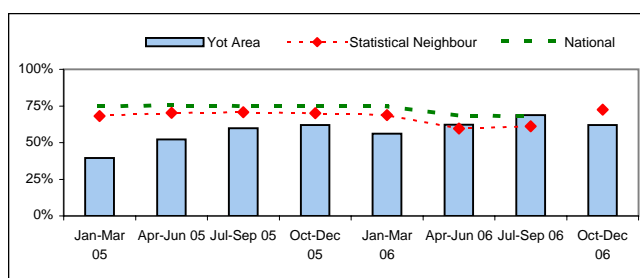 Yot Area Statistical Neighbour National
100%
75%
50%
25%
0%
Jan-Mar Apr-Jun 05 Jul-Sep 05 Oct-Dec Jan-Mar Apr-Jun 06 Jul-Sep 06 Oct-Dec
05 05 06 06